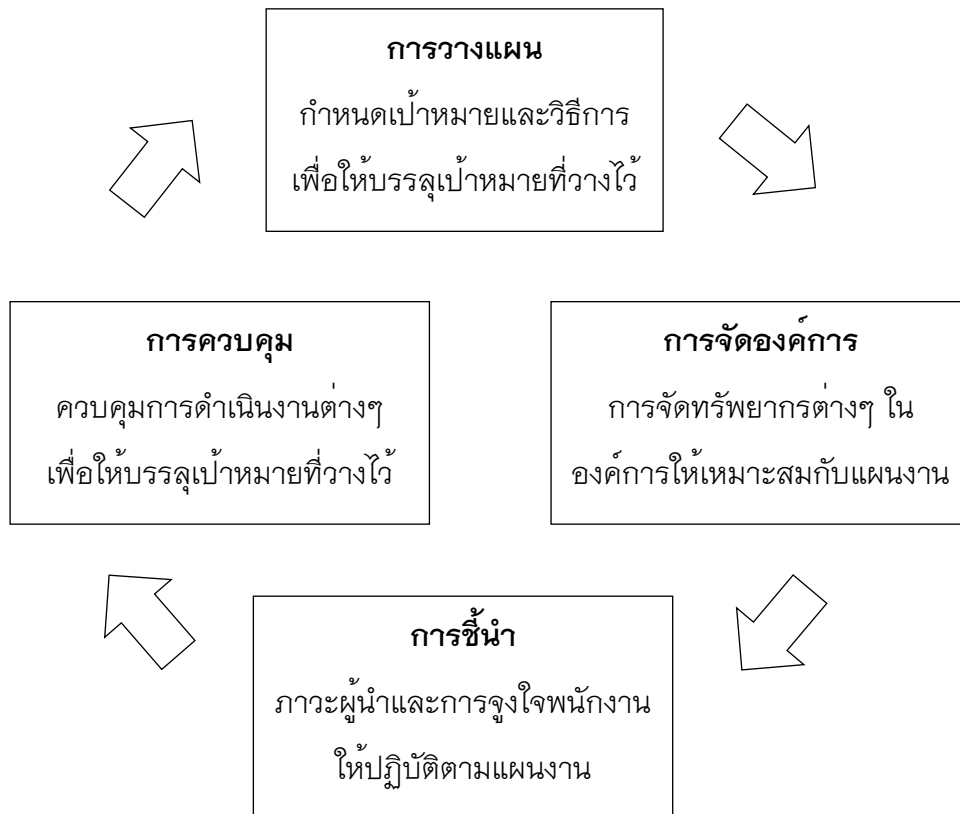 การวางแผน
กำหนดเป้าหมายและวิธีการ
เพื่อให้บรรลุเป้าหมายที่วางไว้
การควบคุม
ควบคุมการดำเนินงานต่างๆ
เพื่อให้บรรลุเป้าหมายที่วางไว้
การจัดองค์การ
การจัดทรัพยากรต่างๆ ใน
องค์การให้เหมาะสมกับแผนงาน
การชี้นำ
ภาวะผู้นำและการจูงใจพนักงาน
ให้ปฏิบัติตามแผนงาน